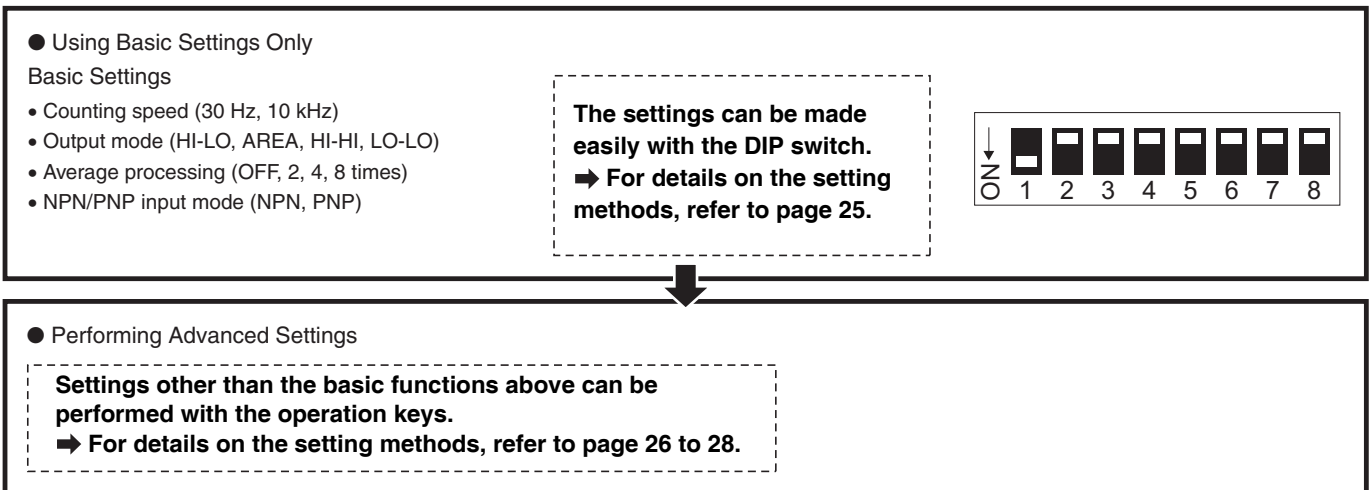 ● Using Basic Settings Only
Basic Settings
• Counting speed (30 Hz, 10 kHz)
• Output mode (HI-LO, AREA, HI-HI, LO-LO)
• Average processing (OFF, 2, 4, 8 times)
• NPN/PNP input mode (NPN, PNP)
The settings can be made
easily with the DIP switch.
➡ For details on the setting
methods, refer to page 25.
ON
1 2 3 4 5 6 7 8
● Performing Advanced Settings
Settings other than the basic functions above can be
performed with the operation keys.
➡ For details on the setting methods, refer to page 26 to 28.